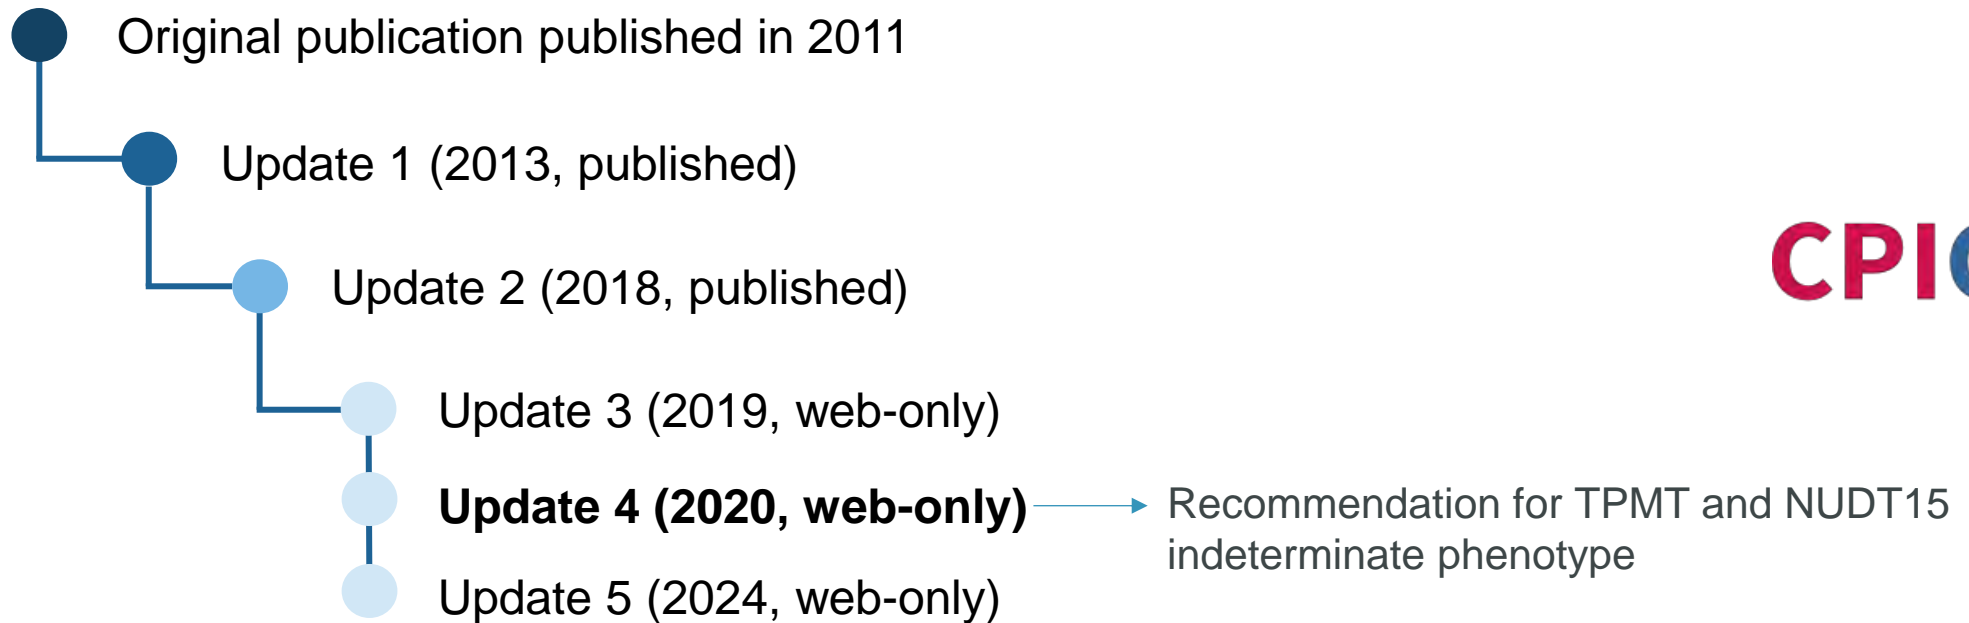 Original publication published in 2011
Update 1 (2013, published)
CPI
Update 2 (2018, published)
Update 3 (2019, web-only)
Update 4 (2020, web-only)
Recommendation for TPMT and NUDT15
indeterminate phenotype
Update 5 (2024, web-only)